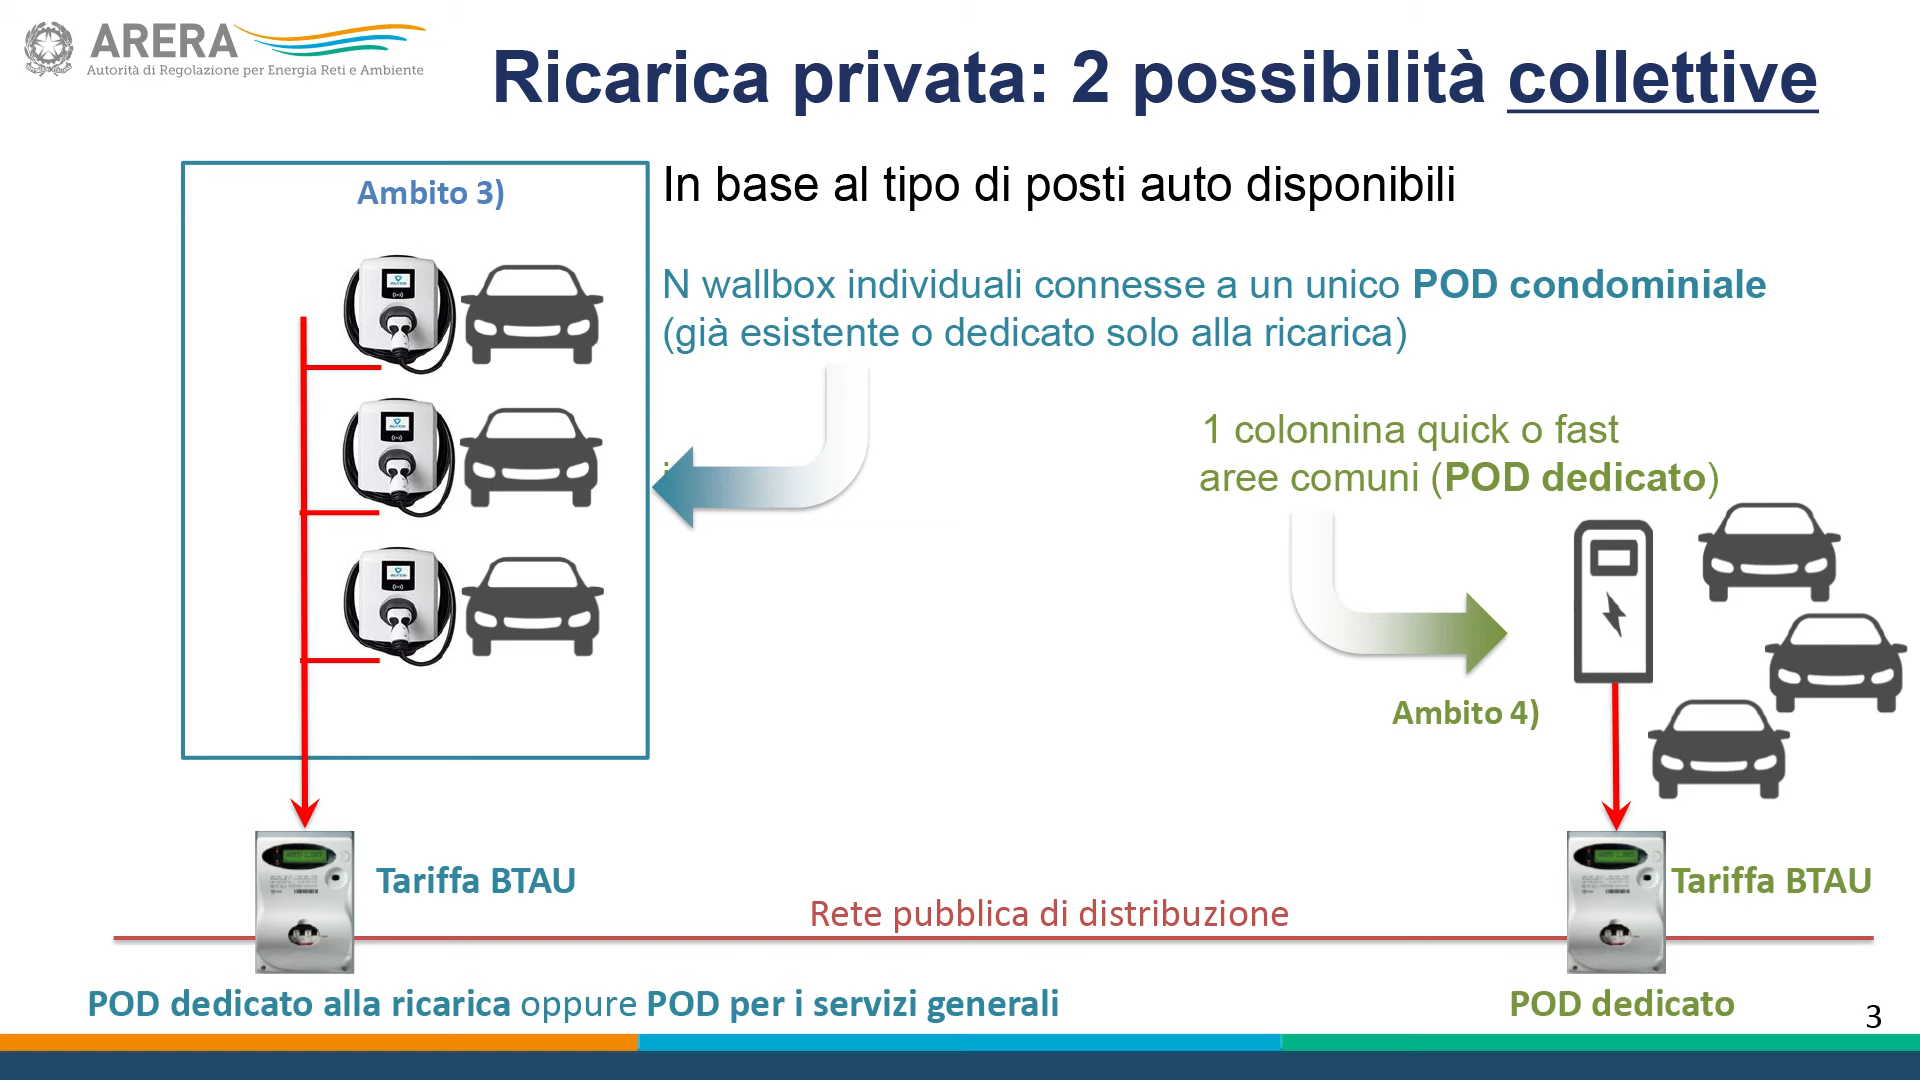 ARERA
Autorità di Regolazione per Energia Reti e Ambiente
Ricarica privata: 2 possibilità collettive
Ambito 3)
In base al tipo di posti auto disponibili
N wallbox individuali connesse a un unico POD condominiale
(già esistente o dedicato solo alla ricarica)
1 colonnina quick o fast
aree comuni (POD dedicato)
Ambito 4)
Tariffa BTAU
Tariffa BTAU
Rete pubblica di distribuzione
POD dedicato alla ricarica oppure POD per i servizi generali
POD dedicato
3